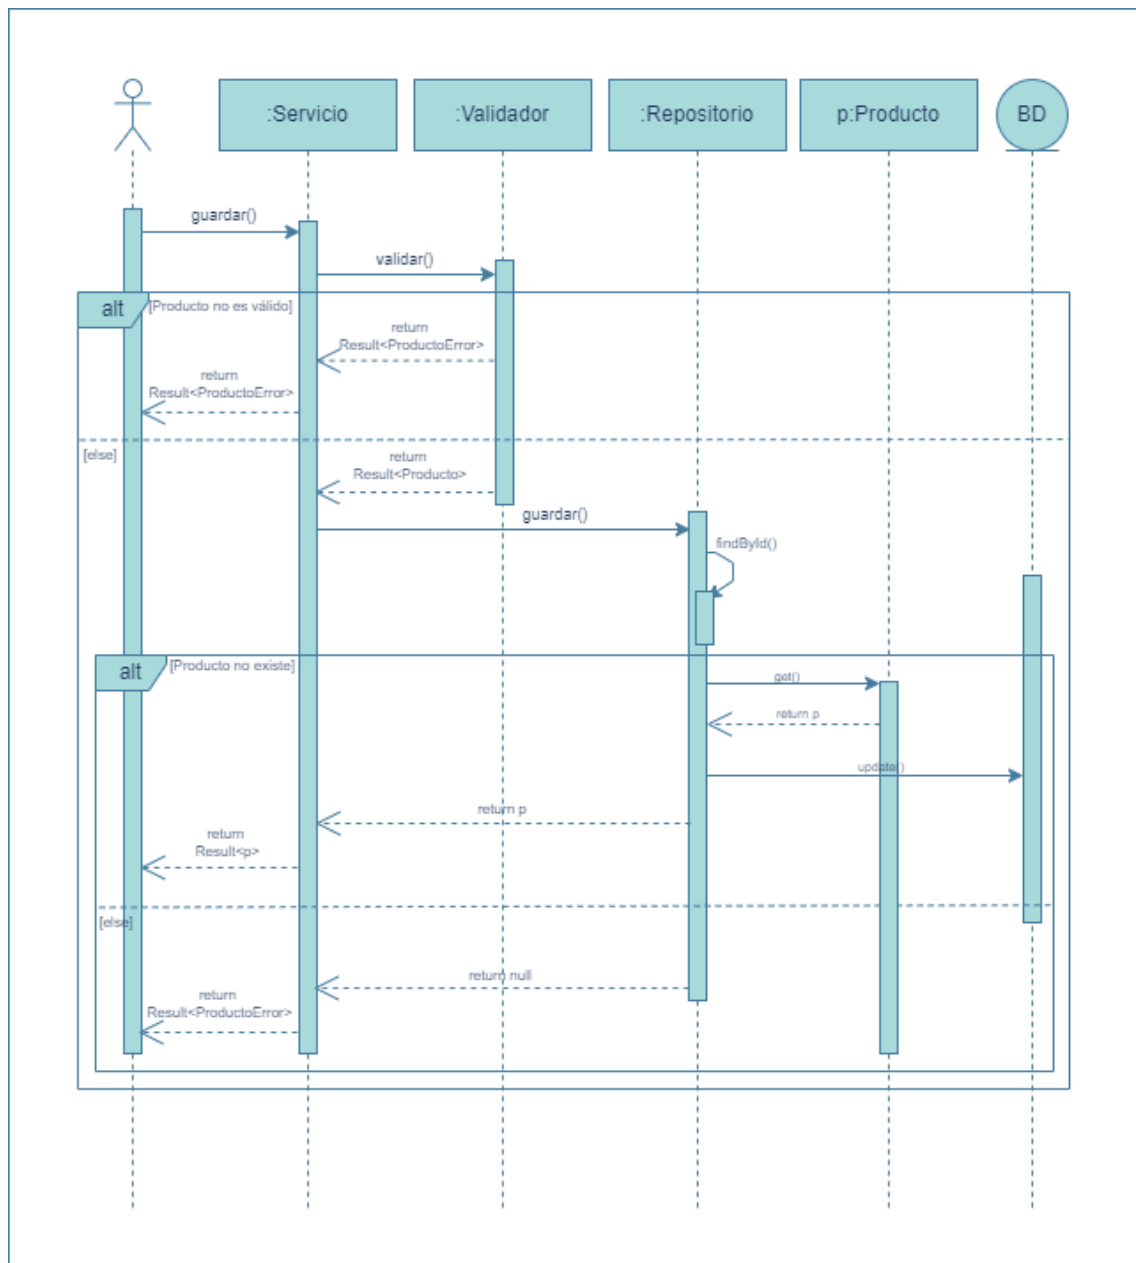 :Servicio
:Validador
:Repositorio
p:Producto
BD
guardar()
validar()
alt
[Producto no es válido]
return
Result<ProductoError>
return
Result<ProductoError>
[else]
return
Result<Producto>
guardar()
findById()
alt
[Producto no existe]
get()
return p
update()
return p
return
Result<p>
[else]
return null
return
Result<ProductoError>